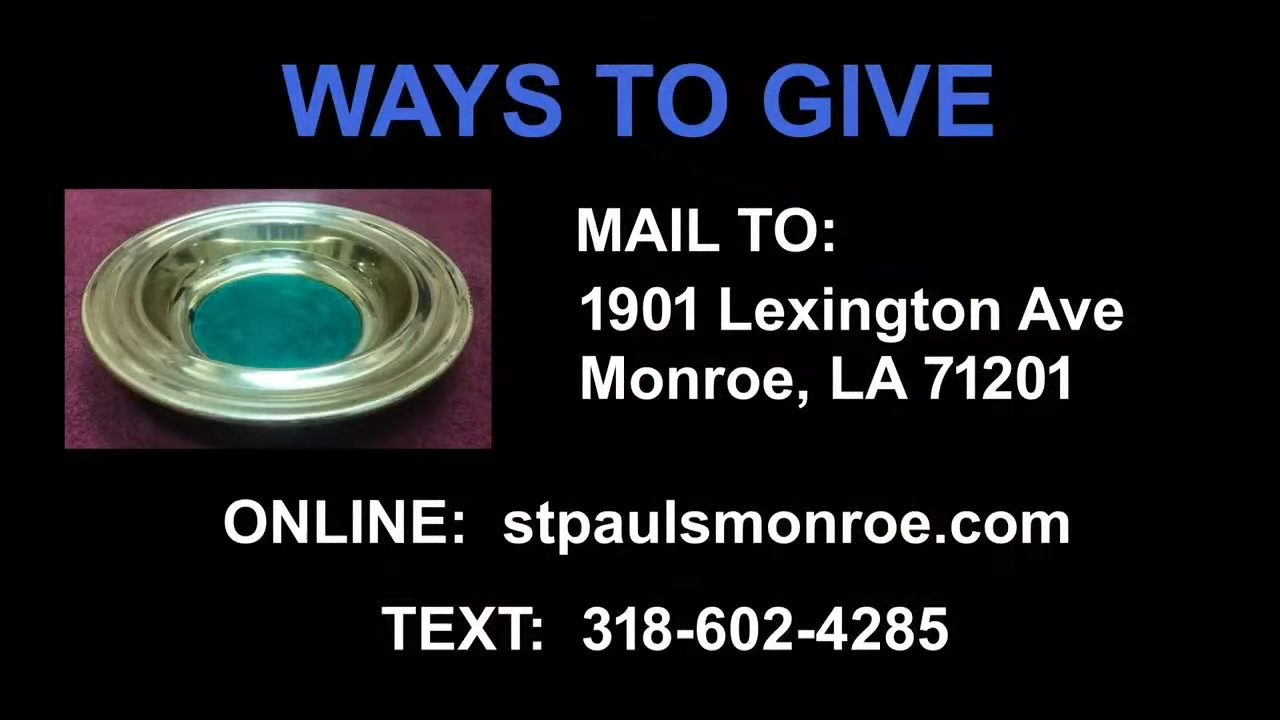 WAYS TO GIVE
MAIL TO:
1901 Lexington Ave
Monroe, LA 71201
ONLINE: stpaulsmonroe.com
TEXT: 318-602-4285